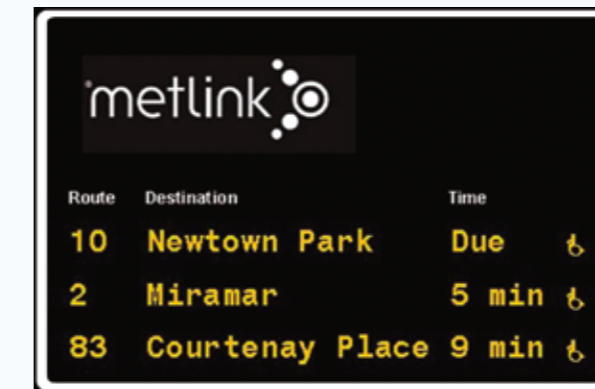 metlink
Route Destination Time
10 Newtown Park Due
2 Miramar 5 min
83 Courtenay Place 9 min